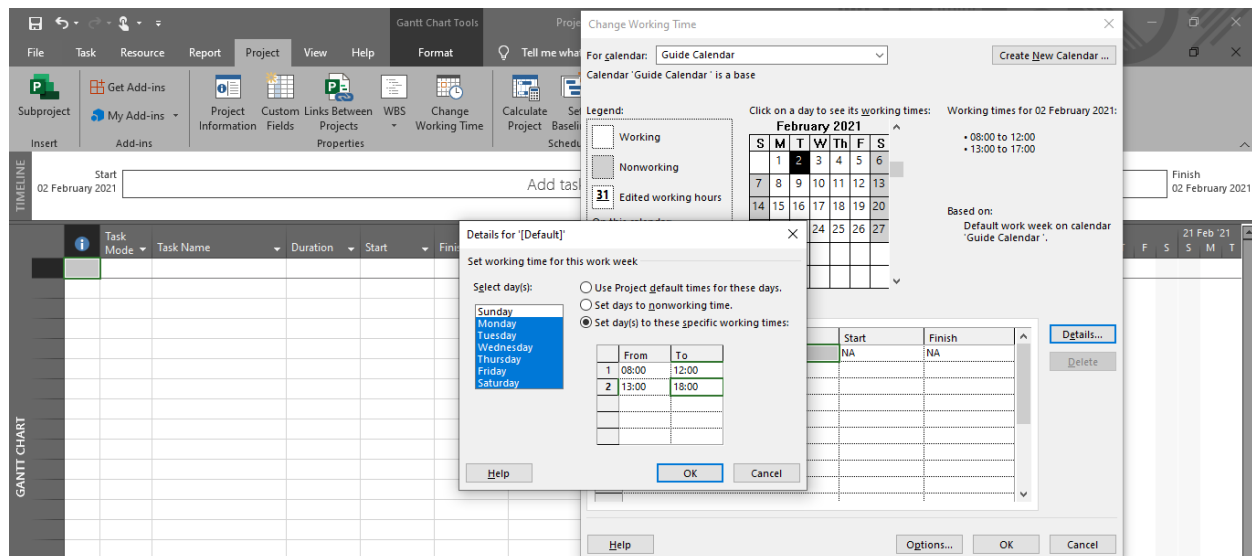 Gantt Chart Tools
Proje
File Task Resource Report Project View Help Format Tell me wha
Subproject
Get Add-ins
My Add-ins
Project Information
Custom Fields
Links Between Projects
WBS
Change Working Time
Calculate Project
Set Baseli
Insert Add-ins Properties Schedu
TIMELINE
Start
02 February 2021
Add tas
Finish
02 February 2021
Task Mode Task Name Duration Start Finis
21 Feb '21
F S S M T
GANTT CHART
Change Working Time
For calendar: Guide Calendar
Create New Calendar ...
Calendar 'Guide Calendar ' is a base
Legend:
Working
Nonworking
31 Edited working hours
On this calendar
Click on a day to see its working times:
February 2021
S M T W Th F S
1 2 3 4 5 6
7 8 9 10 11 12 13
14 15 16 17 18 19 20
24 25 26 27
Working times for 02 February 2021:
• 08:00 to 12:00
• 13:00 to 17:00
Based on:
Default work week on calendar
'Guide Calendar '.
Start Finish
NA NA
Details...
Delete
Help Options... OK Cancel
Details for '[Default]'
Set working time for this work week
Select day(s):
Sunday
Monday
Tuesday
Wednesday
Thursday
Friday
Saturday
Use Project default times for these days.
Set days to nonworking time.
Set day(s) to these specific working times:
From To
1 08:00 12:00
2 13:00 18:00
Help OK Cancel